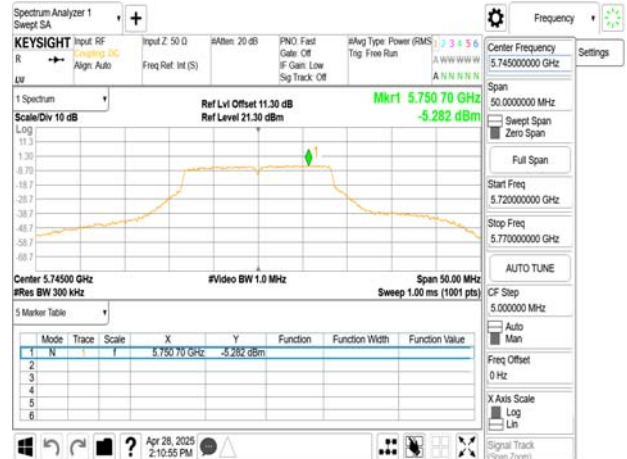 Spectrum Analyzer 1
Swept SA
Frequency
KEYSIGHT
R
Input: RF
Coupling: DC
Align: Auto
Input Z: 50 Ω
Freq Ref: Int (S)
#Atten: 20 dB
PNO: Fast
Gate: Off
IF Gain: Low
Sig Track: Off
#Avg Type: Power (RMS
Trig: Free Run
1 2 3 4 5 6
A W W W W W
A N N N N N
1 Spectrum
Scale/Div 10 dB
Ref Lvl Offset 11.30 dB
Ref Level 21.30 dBm
Mkr1 5.750 70 GHz
-5.282 dBm
Log
11.3
1.30
-8.70
-18.7
-28.7
-38.7
-48.7
-58.7
-68.7
1
Center 5.74500 GHz
#Res BW 300 kHz
#Video BW 1.0 MHz
Span 50.00 MHz
Sweep 1.00 ms (1001 pts)
5 Marker Table
Mode Trace Scale X Y Function Function Width Function Value
1 N 1 f 5.750 70 GHz -5.282 dBm
2
3
4
5
6
Apr 28, 2025
2:10:55 PM
Center Frequency
5.745000000 GHz
Settings
Span
50.0000000 MHz
Swept Span
Zero Span
Full Span
Start Freq
5.720000000 GHz
Stop Freq
5.770000000 GHz
AUTO TUNE
CF Step
5.000000 MHz
Auto
Man
Freq Offset
0 Hz
X Axis Scale
Log
Lin
Signal Track
(Span Zoom)